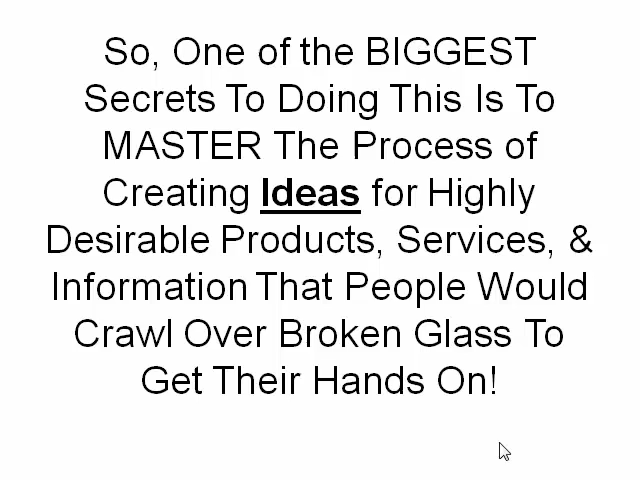 So, One of the BIGGEST
Secrets To Doing This Is To
MASTER The Process of
Creating Ideas for Highly
Desirable Products, Services, &
Information That People Would
Crawl Over Broken Glass To
Get Their Hands On!